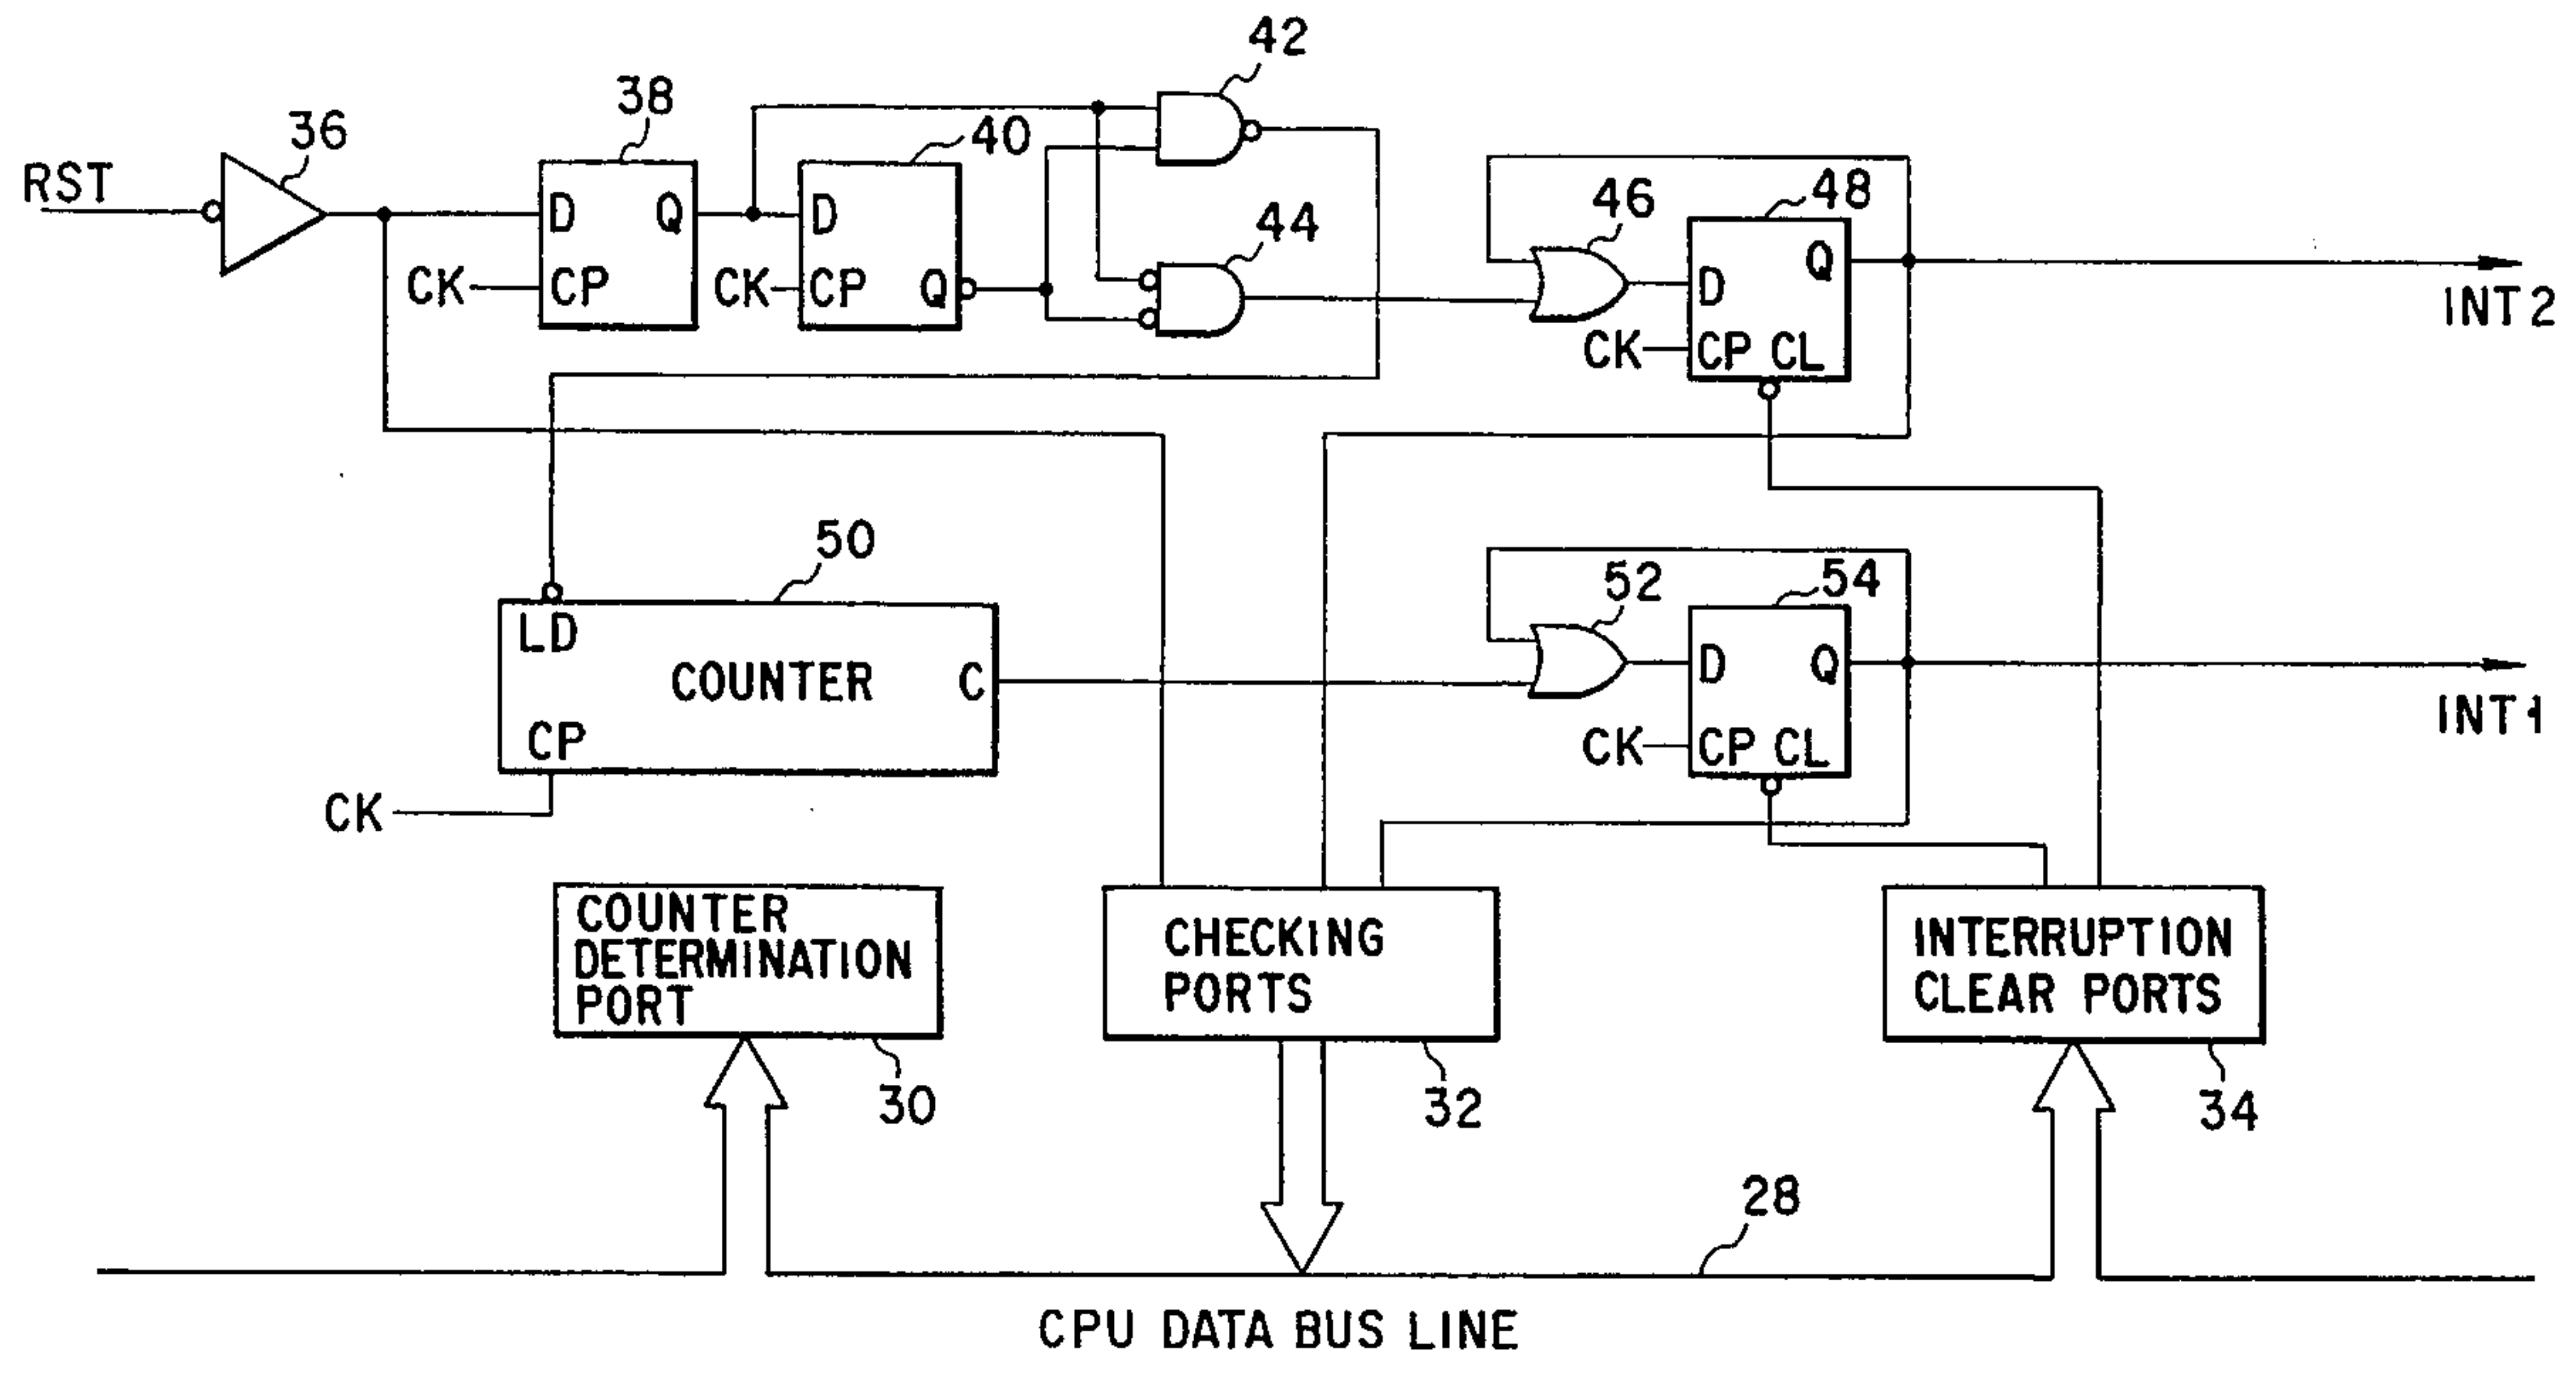 42
38
36
40
RST
D Q
D
48
46
44
CK CP
CK CP Q
D Q
INT2
CK CP CL
50
52
54
LD
COUNTER C
D Q
INT1
CP
CK CP CL
CK
COUNTER
DETERMINATION
PORT
CHECKING
PORTS
INTERRUPTION
CLEAR PORTS
30
32
34
28
CPU DATA BUS LINE